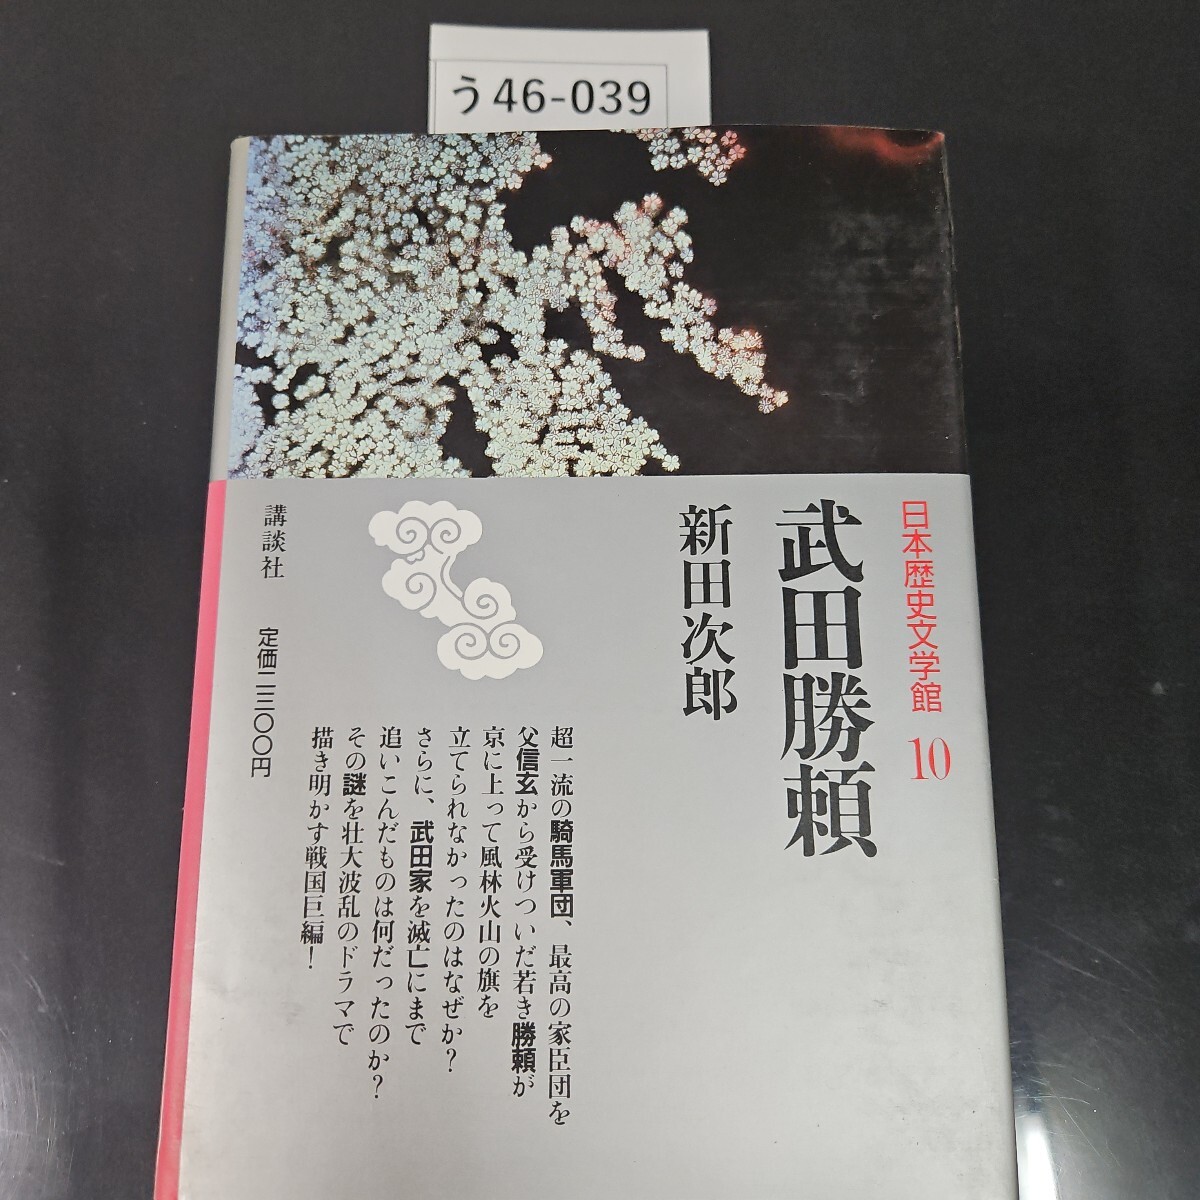 う46-039
日本歴史文学館 10
武田勝頼
新田次郎
超一流の騎馬軍団、最高の家臣団を
父信玄から受けついだ若き勝頼が
京に上って風林火山の旗を
立てられなかったのはなぜか?
さらに、武田家を滅亡にまで
追いこんだものは何だったのか?
その謎を壮大波乱のドラマで
描き明かす戦国巨編!
講談社
定価二三〇〇円